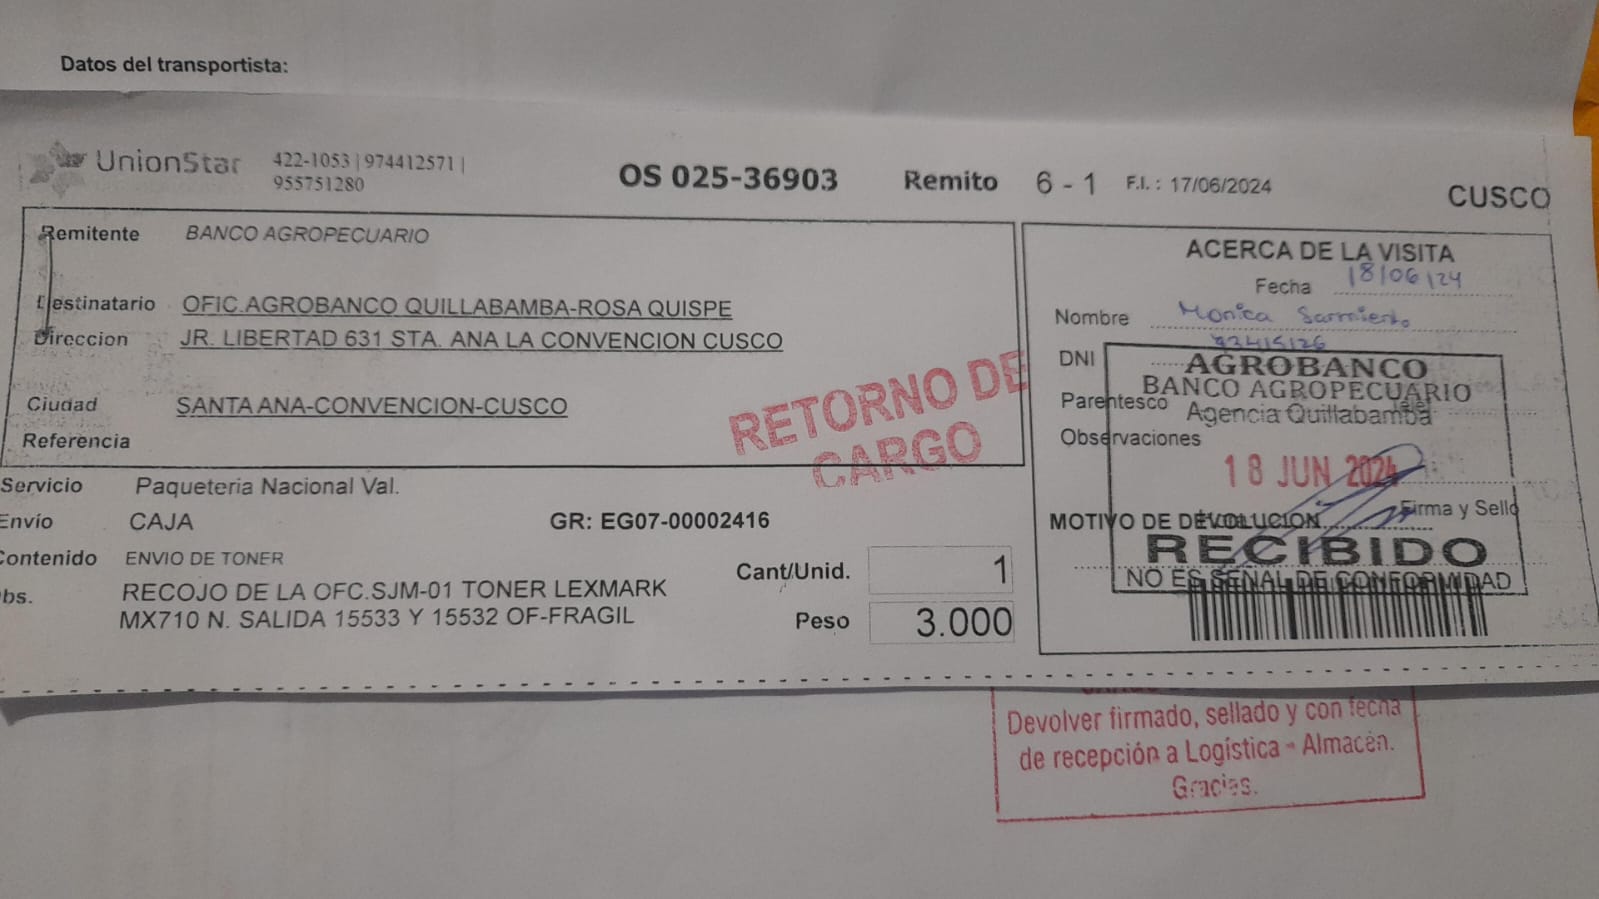 Datos del transportista:
UnionStar 422-1053 | 974412571 |
955751280
OS 025-36903 Remito 6 - 1 F.I. : 17/06/2024 CUSCO
Remitente BANCO AGROPECUARIO
Destinatario OFIC.AGROBANCO QUILLABAMBA-ROSA QUISPE
Direccion JR. LIBERTAD 631 STA. ANA LA CONVENCION CUSCO
Ciudad SANTA ANA-CONVENCION-CUSCO
Referencia
RETORNO DE
CARGO
Servicio Paqueteria Nacional Val.
Envío CAJA GR: EG07-00002416
Contenido ENVIO DE TONER
bs. RECOJO DE LA OFC.SJM-01 TONER LEXMARK
MX710 N. SALIDA 15533 Y 15532 OF-FRAGIL
Cant/Unid. 1
Peso 3.000
ACERCA DE LA VISITA
Fecha 18/06/24
Nombre Monica Sarmiento
DNI
Parentesco
Observaciones
AGROBANCO
BANCO AGROPECUARIO
Agencia Quillabamba
18 JUN 2024
Firma y Sello
MOTIVO DE DEVOLUCION
RECIBIDO
NO ES SEÑAL DE CONFORMIDAD
Devolver firmado, sellado y con fecha
de recepción a Logística - Almacén.
Gracias.